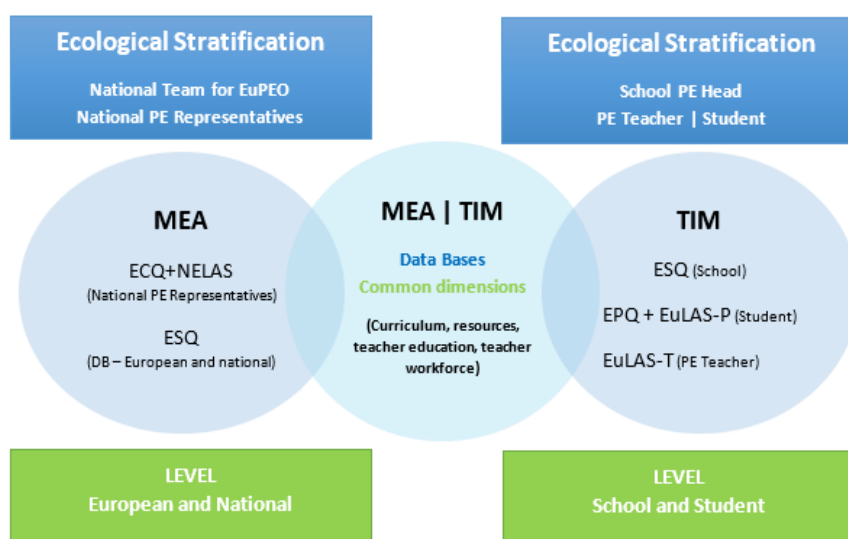 Ecological Stratification
National Team for EuPEO
National PE Representatives
Ecological Stratification
School PE Head
PE Teacher | Student
MEA
ECQ+NELAS
(National PE Representatives)
ESQ
(DB – European and national)
MEA | TIM
Data Bases
Common dimensions
(Curriculum, resources,
teacher education, teacher
workforce)
TIM
ESQ (School)
EPQ + EuLAS-P (Student)
EuLAS-T (PE Teacher)
LEVEL
European and National
LEVEL
School and Student